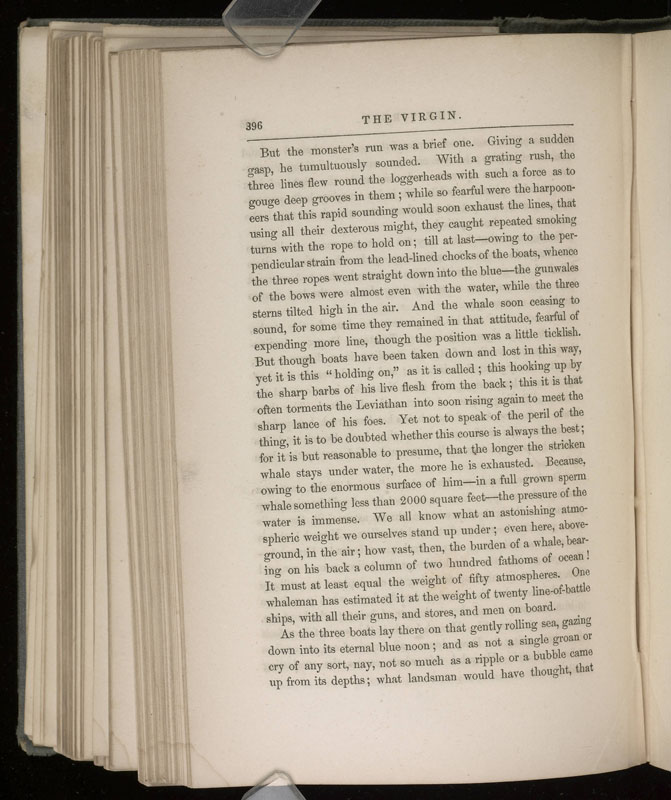 396
THE VIRGIN.
But the monster's run was a brief one. Giving a sudden
gasp, he tumultuously sounded. With a grating rush, the
three lines flew round the loggerheads with such a force as to
gouge deep grooves in them; while so fearful were the harpoon-
eers that this rapid sounding would soon exhaust the lines, that
using all their dexterous might, they caught repeated smoking
turns with the rope to hold on; till at last—owing to the per-
pendicular strain from the lead-lined chocks of the boats, whence
the three ropes went straight down into the blue—the gunwales
of the bows were almost even with the water, while the three
sterns tilted high in the air. And the whale soon ceasing to
sound, for some time they remained in that attitude, fearful of
expending more line, though the position was a little ticklish.
But though boats have been taken down and lost in this way,
yet it is this "holding on," as it is called; this hooking up by
the sharp barbs of his live flesh from the back; this it is that
often torments the Leviathan into soon rising again to meet the
sharp lance of his foes. Yet not to speak of the peril of the
thing, it is to be doubted whether this course is always the best;
for it is but reasonable to presume, that the longer the stricken
whale stays under water, the more he is exhausted. Because,
owing to the enormous surface of him—in a full grown sperm
whale something less than 2000 square feet—the pressure of the
water is immense. We all know what an astonishing atmo-
spheric weight we ourselves stand up under; even here, above-
ground, in the air; how vast, then, the burden of a whale, bear-
ing on his back a column of two hundred fathoms of ocean!
It must at least equal the weight of fifty atmospheres. One
whaleman has estimated it at the weight of twenty line-of-battle
ships, with all their guns, and stores, and men on board.
As the three boats lay there on that gently rolling sea, gazing
down into its eternal blue noon; and as not a single groan or
cry of any sort, nay, not so much as a ripple or a bubble came
up from its depths; what landsman would have thought, that